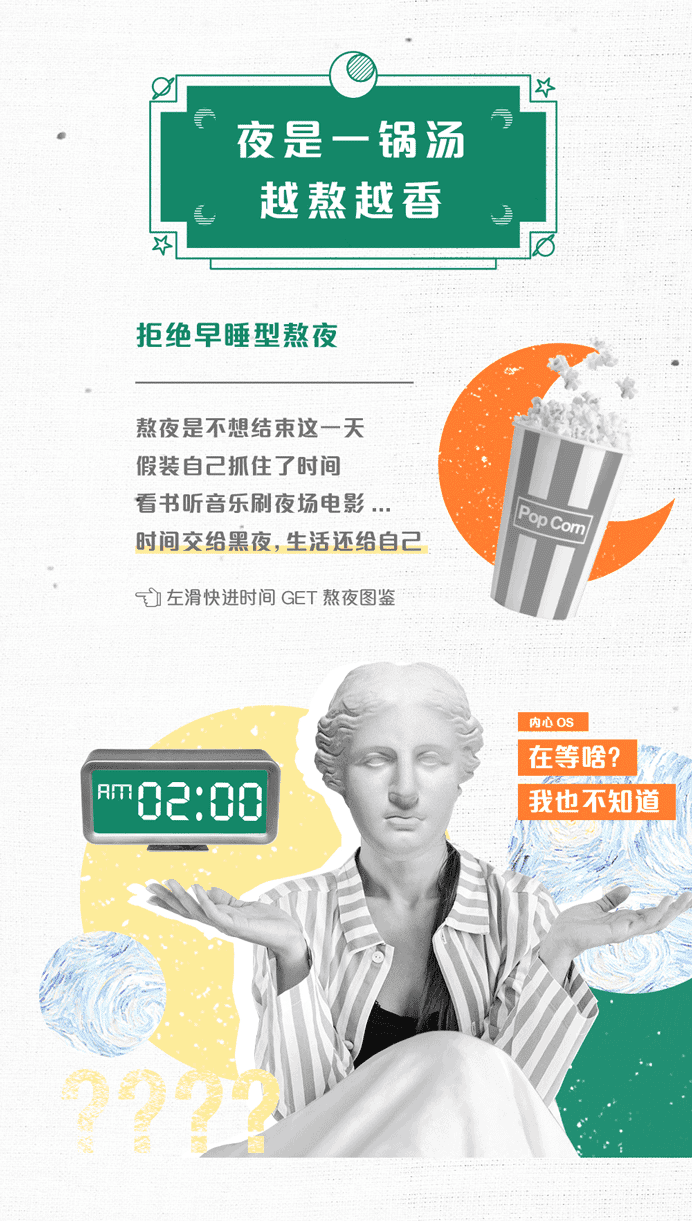 夜是一锅汤
越熬越香
拒绝早睡型熬夜
熬夜是不想结束这一天
假装自己抓住了时间
看书听音乐刷夜场电影 ...
时间交给黑夜,生活还给自己
左滑快进时间 GET 熬夜图鉴
Pop Corn
内心 OS
在等啥?
我也不知道
AM 02:00
????